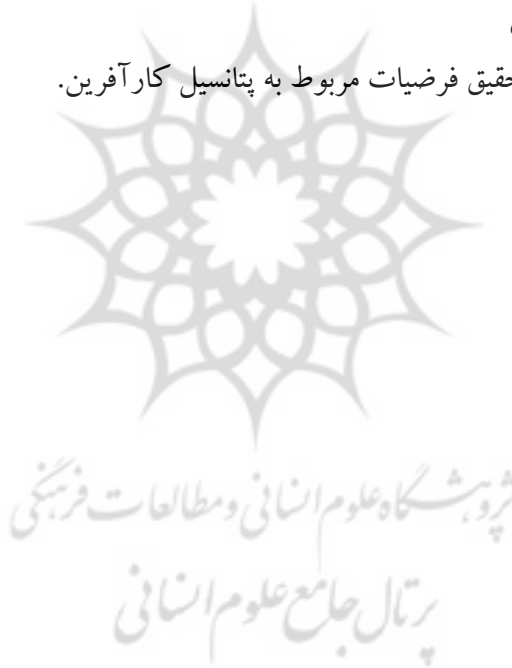 حقیق فرضیات مربوط به پتانسیل کارآفرین.
پژوهشگاه علوم انسانی و مطالعات فرهنگی
پرتال جامع علوم انسانی